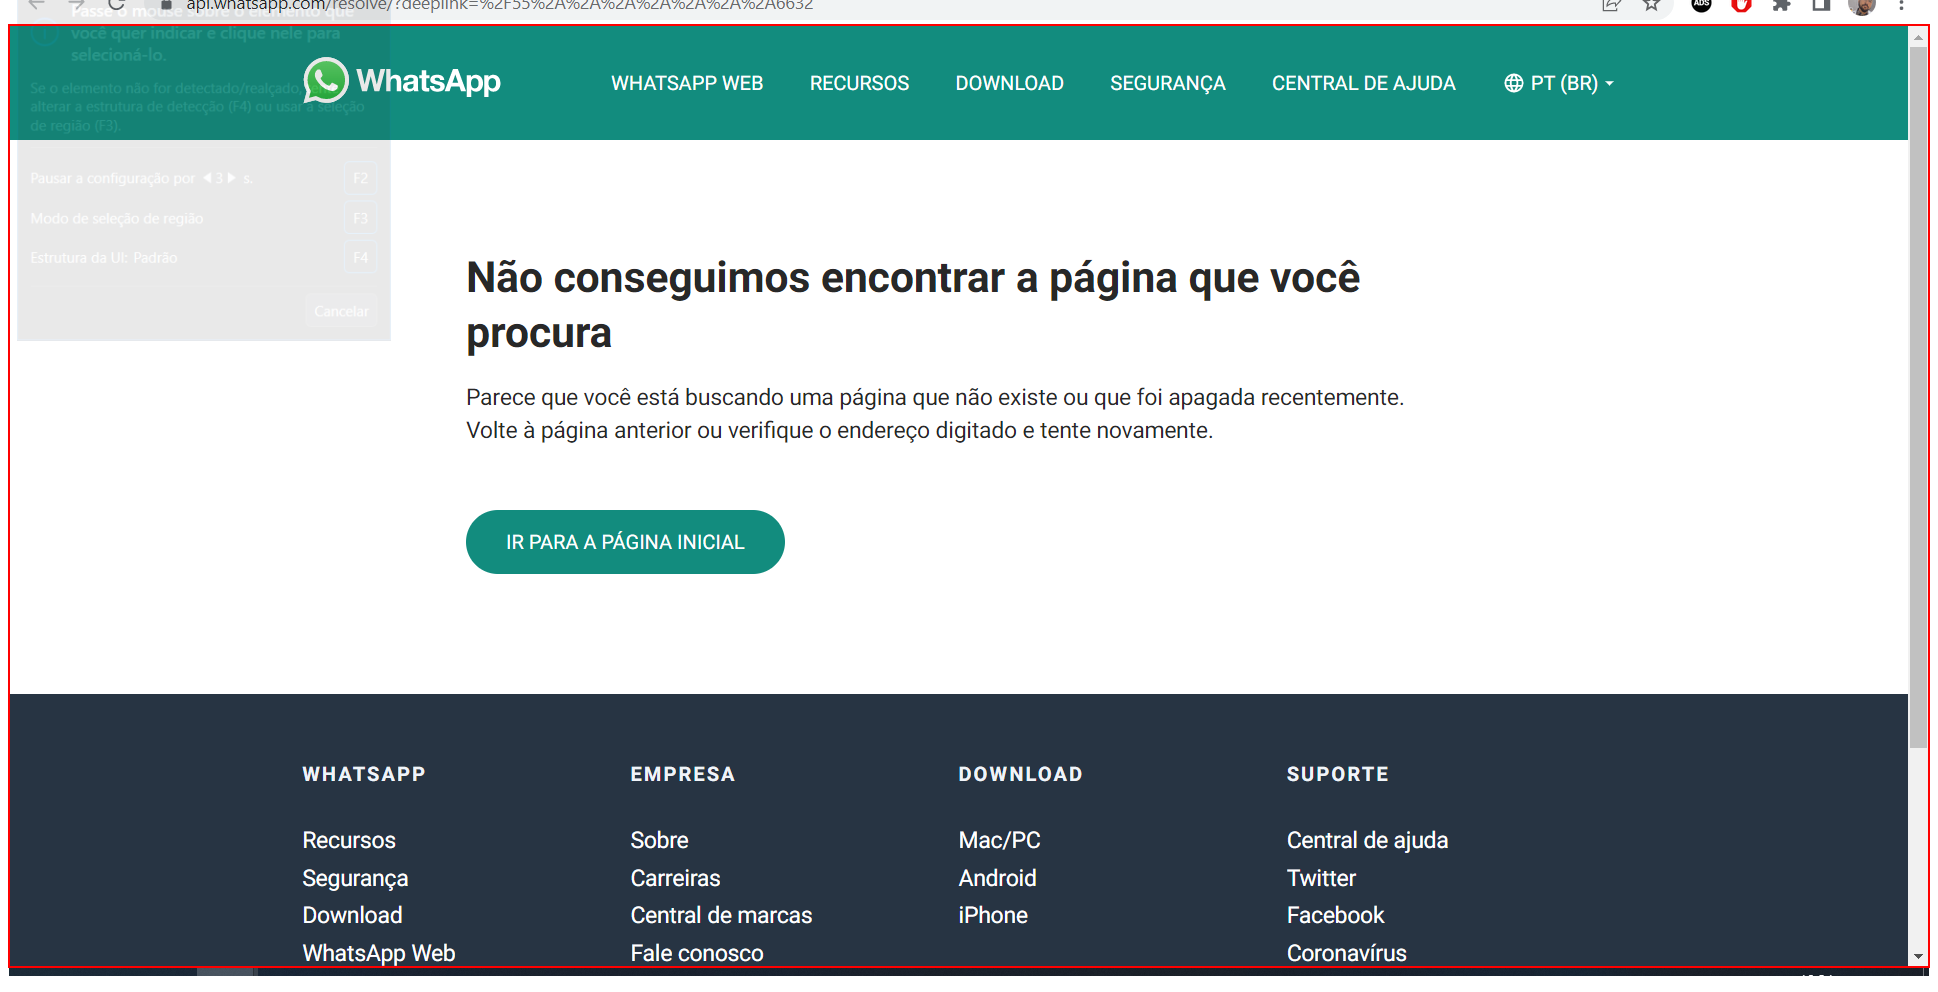 api.whatsapp.com/resolve/?deeplink=%2F55%2A%2A%2A%2A%2A%2A%2A6632
ADS
Passe o mouse sobre o elemento que
você quer indicar e clique nele para
selecioná-lo.
Se o elemento não for detectado/realçado,
alterar a estrutura de detecção (F4) ou usar a seleção
de região (F3).
Pausar a configuração por 3 s. F2
Modo de seleção de região F3
Estrutura da UI: Padrão F4
Cancelar
WhatsApp
WHATSAPP WEB RECURSOS DOWNLOAD SEGURANÇA CENTRAL DE AJUDA PT (BR)
Não conseguimos encontrar a página que você
procura
Parece que você está buscando uma página que não existe ou que foi apagada recentemente.
Volte à página anterior ou verifique o endereço digitado e tente novamente.
IR PARA A PÁGINA INICIAL
WHATSAPP
Recursos
Segurança
Download
WhatsApp Web
EMPRESA
Sobre
Carreiras
Central de marcas
Fale conosco
DOWNLOAD
Mac/PC
Android
iPhone
SUPORTE
Central de ajuda
Twitter
Facebook
Coronavírus